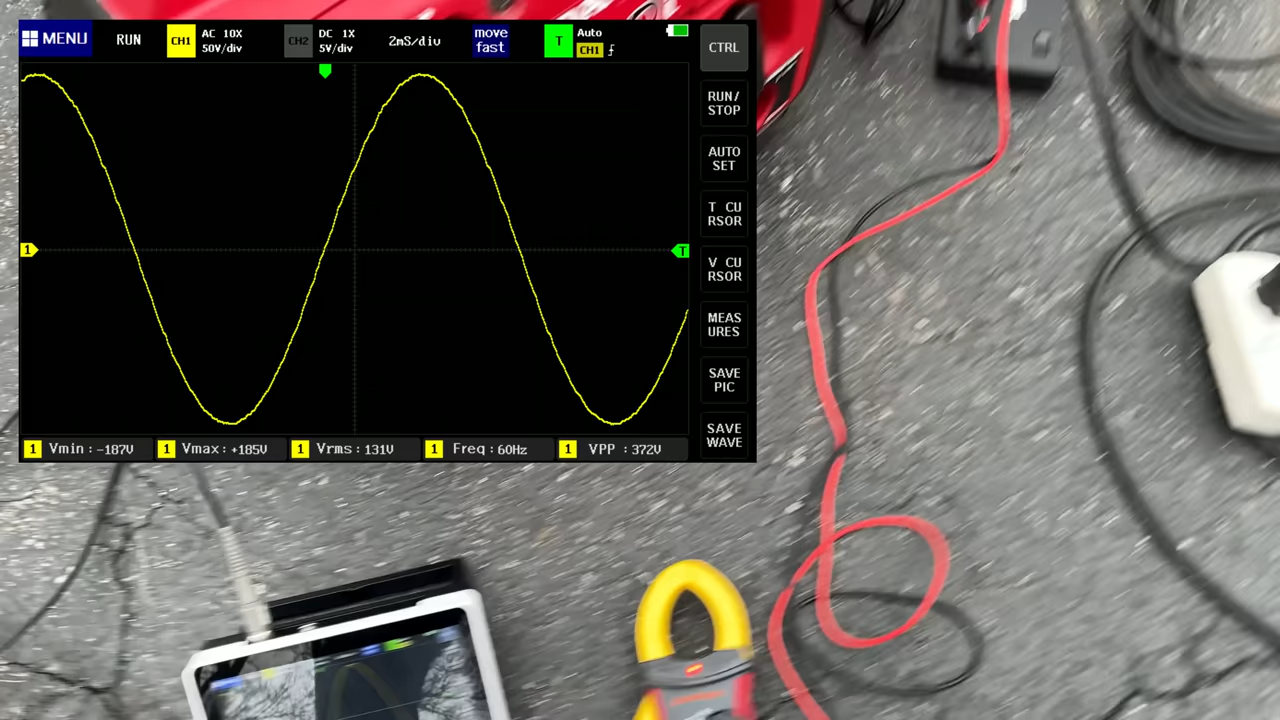 MENU RUN CH1 AC 10X 50V/div CH2 DC 1X 5V/div 2mS/div move fast T Auto CH1
CTRL
RUN/
STOP
AUTO
SET
T CU
RSOR
1 T
V CU
RSOR
MEAS
URES
SAVE
PIC
SAVE
WAVE
1 Vmin:-187V 1 Vmax:+185V 1 Vrms:131V 1 Freq:60Hz 1 VPP:372V